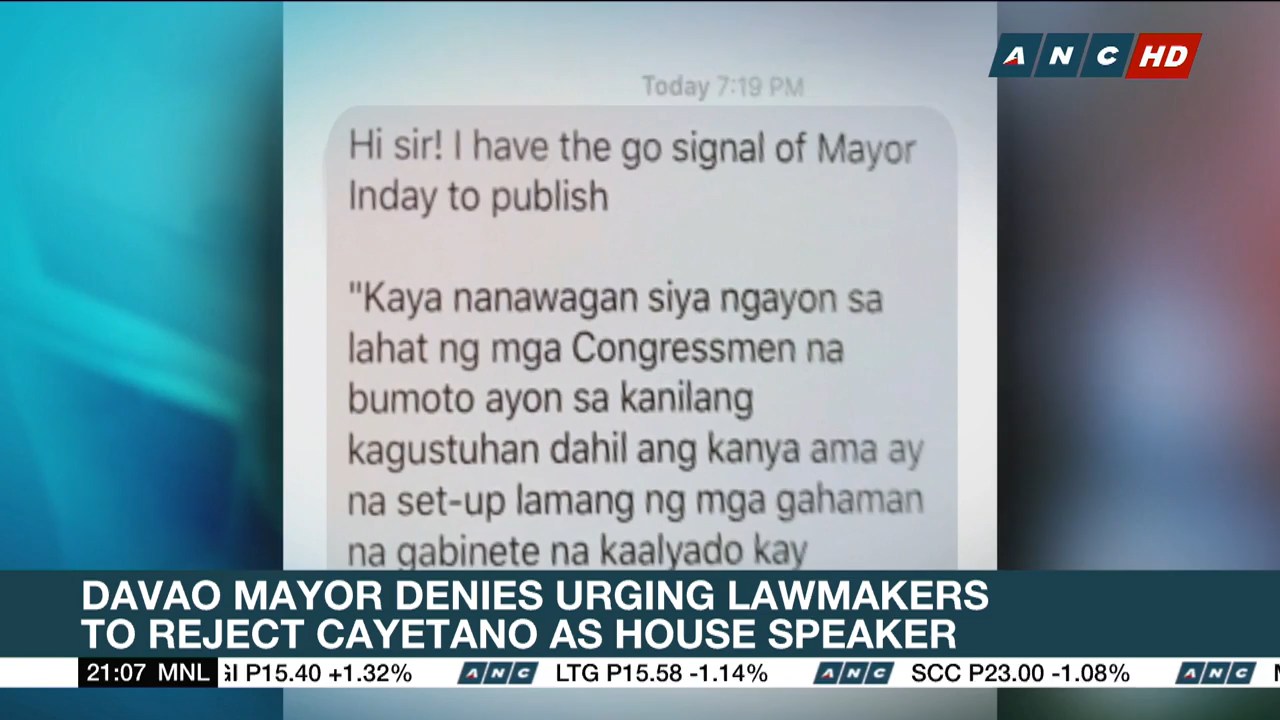 ANC HD
Today 7:19 PM
Hi sir! I have the go signal of Mayor
Inday to publish
"Kaya nanawagan siya ngayon sa
lahat ng mga Congressmen na
bumoto ayon sa kanilang
kagustuhan dahil ang kanya ama ay
na set-up lamang ng mga gahaman
na gabinete na kaalyado kay
DAVAO MAYOR DENIES URGING LAWMAKERS
TO REJECT CAYETANO AS HOUSE SPEAKER
21:07 MNL P15.40 +1.32% ANC LTG P15.58 -1.14% ANC SCC P23.00 -1.08% ANC